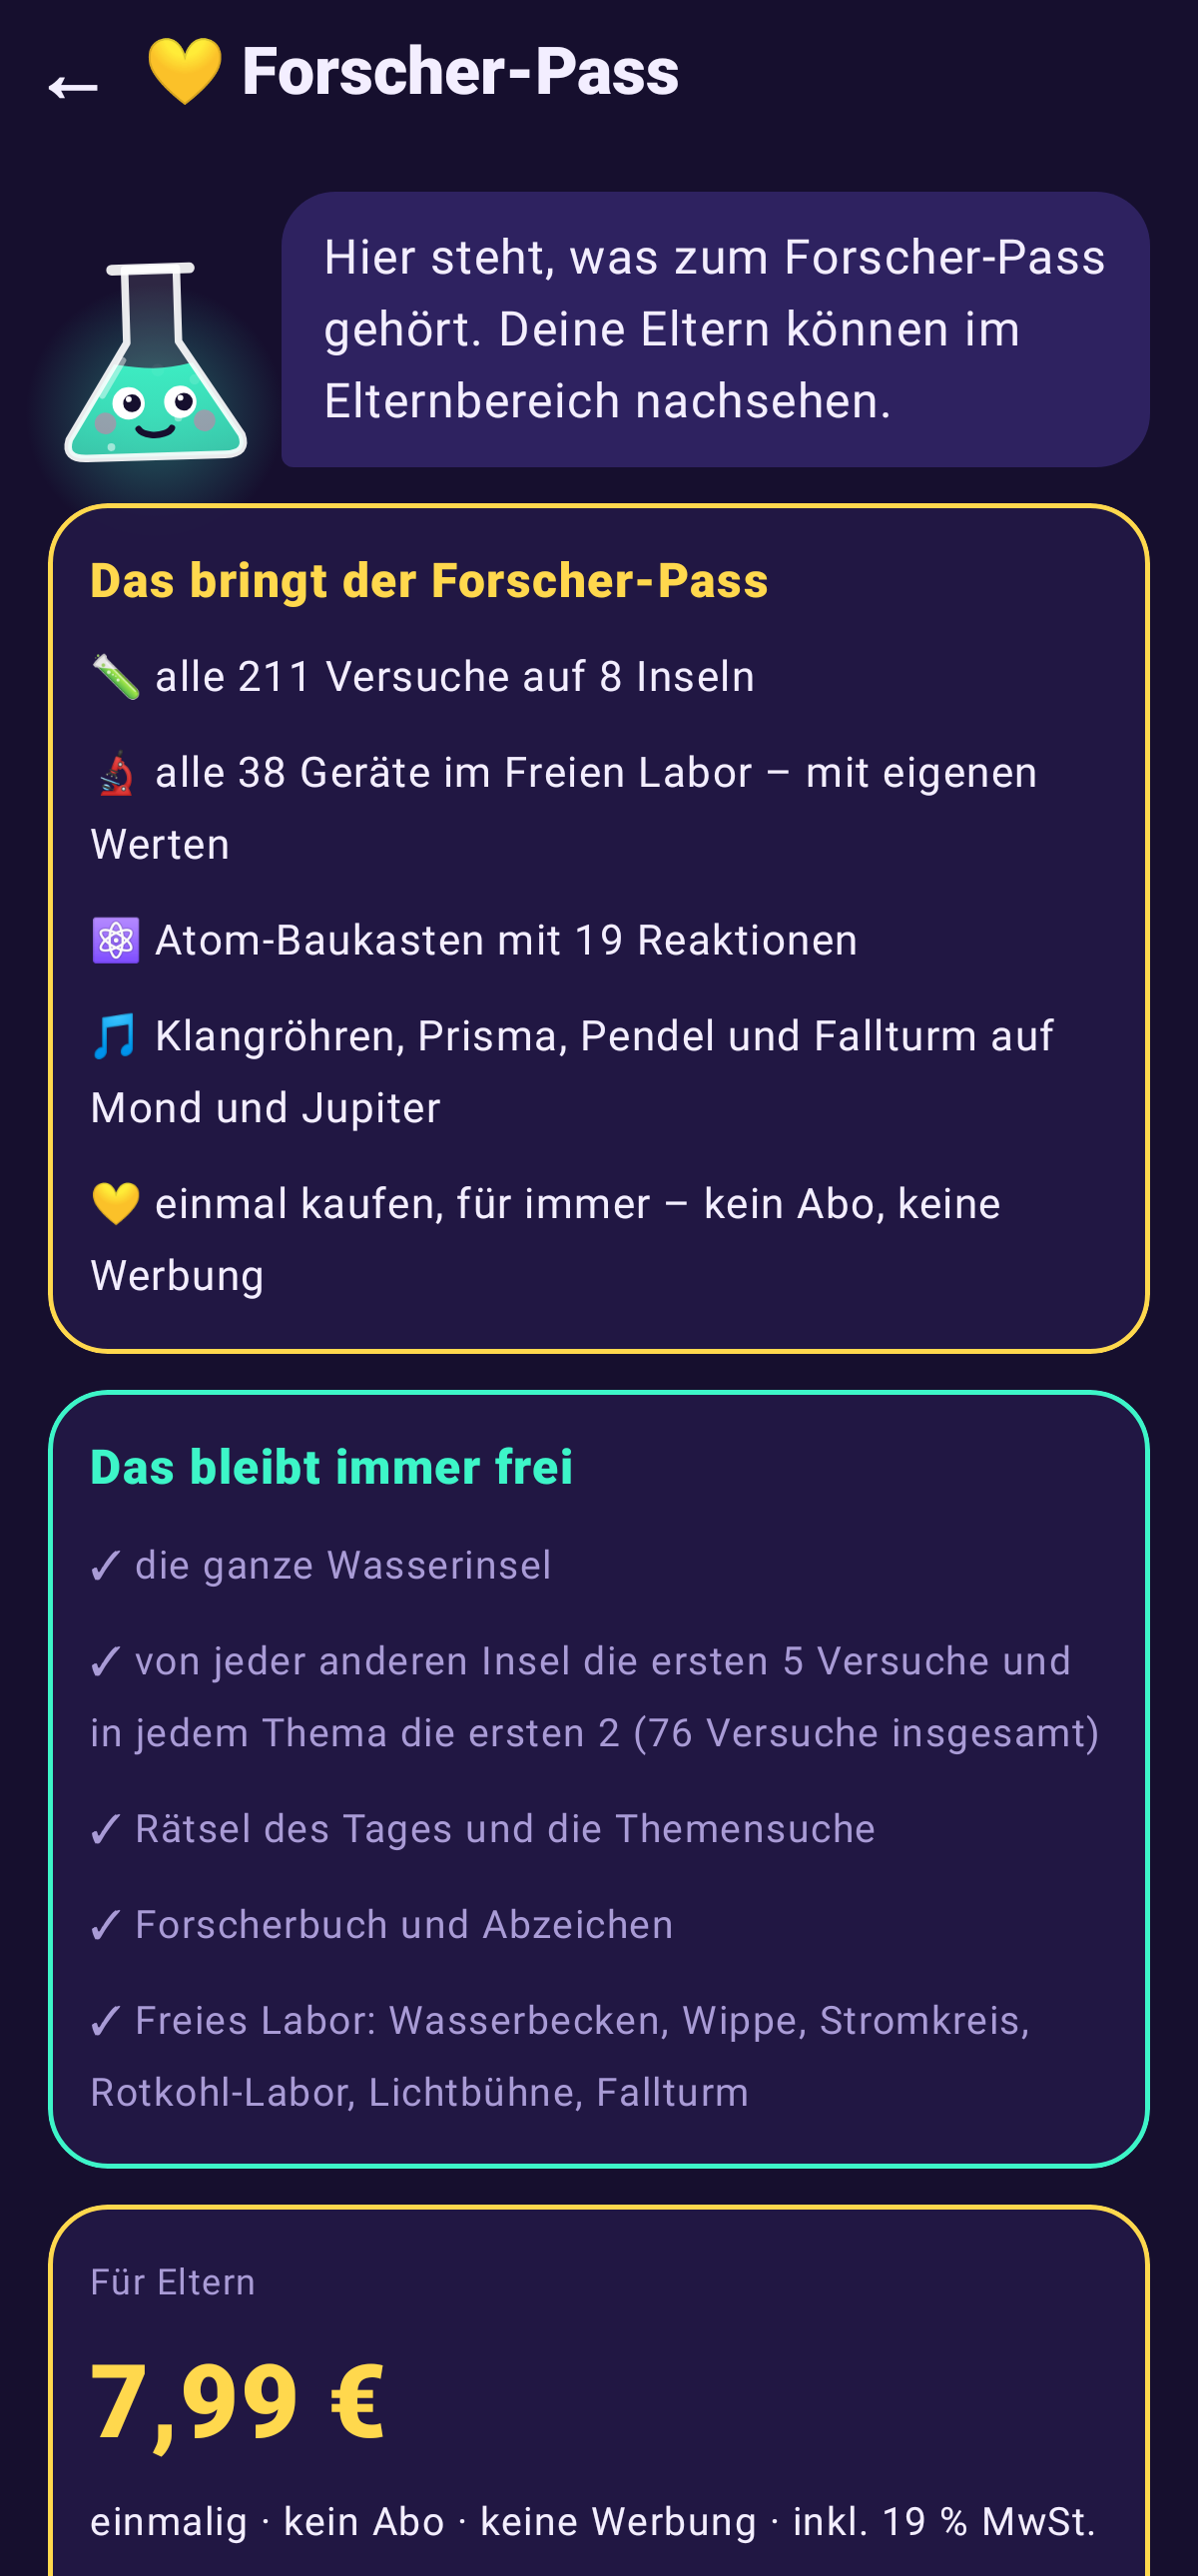 ← 💛 Forscher-Pass
Hier steht, was zum Forscher-Pass
gehört. Deine Eltern können im
Elternbereich nachsehen.
Das bringt der Forscher-Pass
🧪 alle 211 Versuche auf 8 Inseln
🔬 alle 38 Geräte im Freien Labor – mit eigenen
Werten
⚛️ Atom-Baukasten mit 19 Reaktionen
🎵 Klangröhren, Prisma, Pendel und Fallturm auf
Mond und Jupiter
💛 einmal kaufen, für immer – kein Abo, keine
Werbung
Das bleibt immer frei
✓ die ganze Wasserinsel
✓ von jeder anderen Insel die ersten 5 Versuche und
in jedem Thema die ersten 2 (76 Versuche insgesamt)
✓ Rätsel des Tages und die Themensuche
✓ Forscherbuch und Abzeichen
✓ Freies Labor: Wasserbecken, Wippe, Stromkreis,
Rotkohl-Labor, Lichtbühne, Fallturm
Für Eltern
7,99 €
einmalig · kein Abo · keine Werbung · inkl. 19 % MwSt.